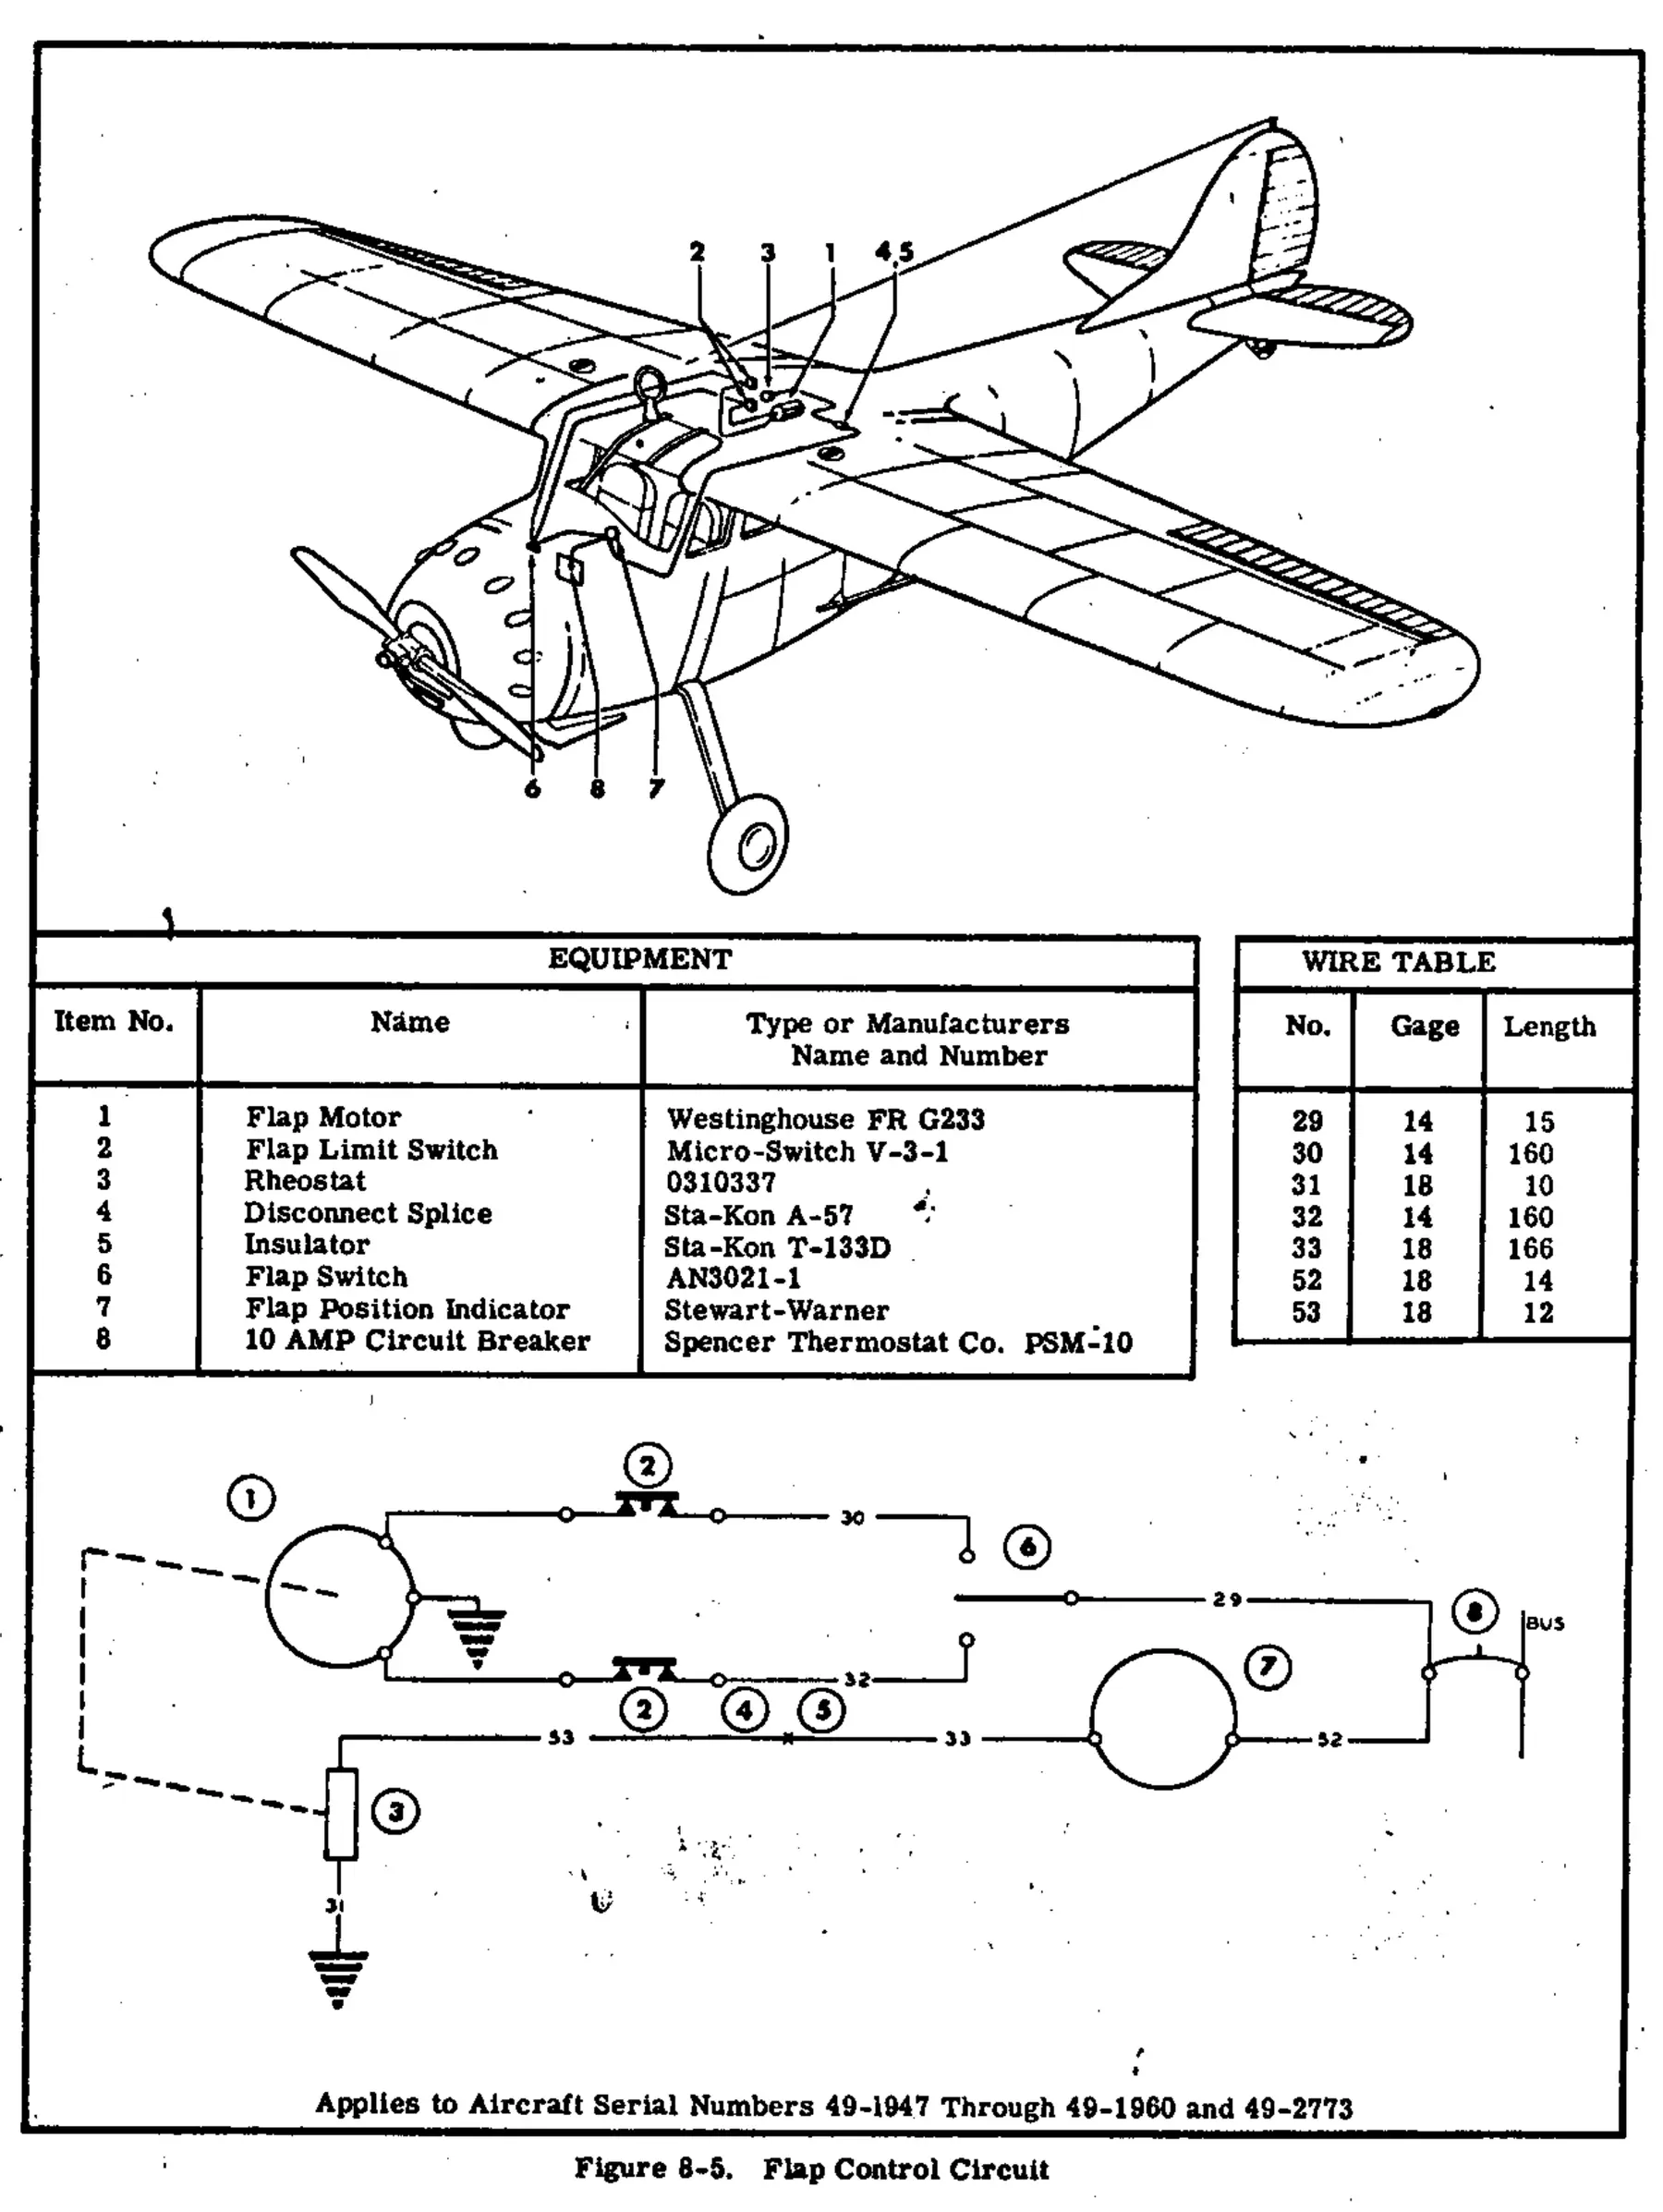 2 3 1 4,5
6 8 7
EQUIPMENT
Item No. Name Type or Manufacturers Name and Number
1 Flap Motor Westinghouse FR G233
2 Flap Limit Switch Micro-Switch V-3-1
3 Rheostat 0310337
4 Disconnect Splice Sta-Kon A-57
5 Insulator Sta-Kon T-133D
6 Flap Switch AN3021-1
7 Flap Position Indicator Stewart-Warner
8 10 AMP Circuit Breaker Spencer Thermostat Co. PSM-10
WIRE TABLE
No. Gage Length
29 14 15
30 14 160
31 18 10
32 14 160
33 18 166
52 18 14
53 18 12
2
1
30
6
29
8
BUS
7
32
2 4 5
53 33 52
3
31
Applies to Aircraft Serial Numbers 49-1947 Through 49-1960 and 49-2773
Figure 8-5. Flap Control Circuit